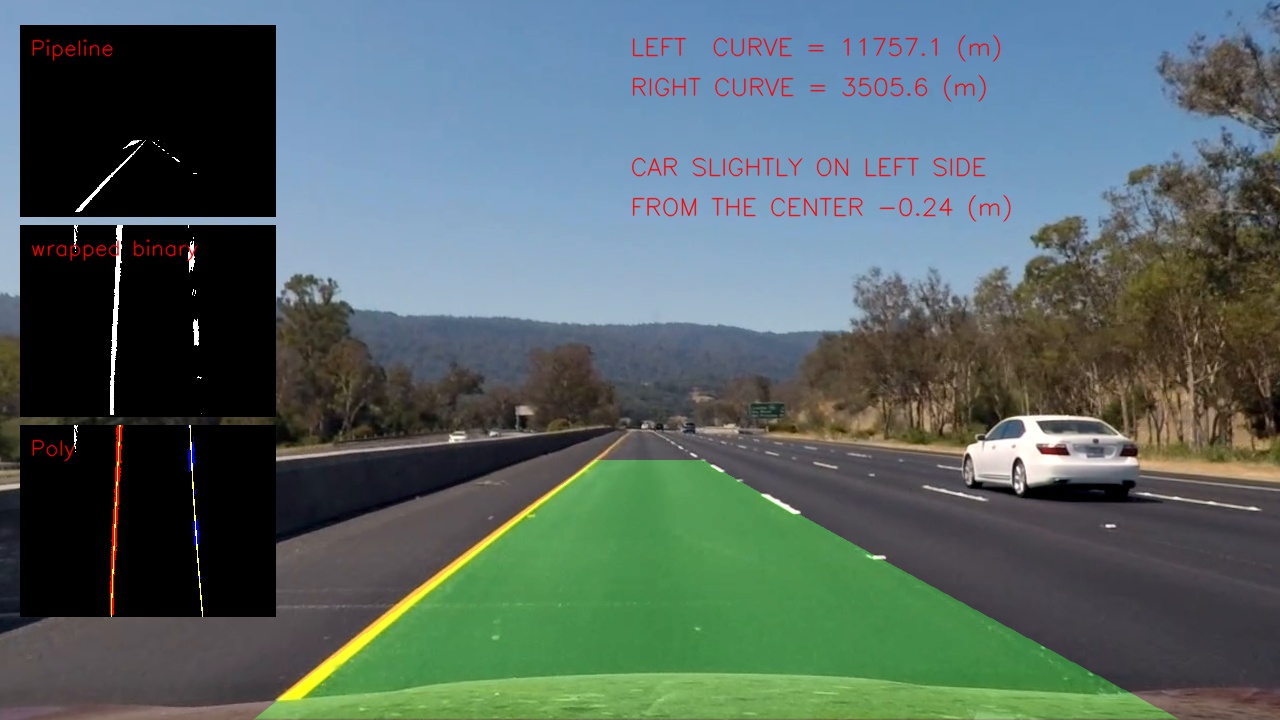 Pipeline
wrapped binary
Poly
LEFT CURVE = 11757.1 (m)
RIGHT CURVE = 3505.6 (m)
CAR SLIGHTLY ON LEFT SIDE
FROM THE CENTER -0.24 (m)